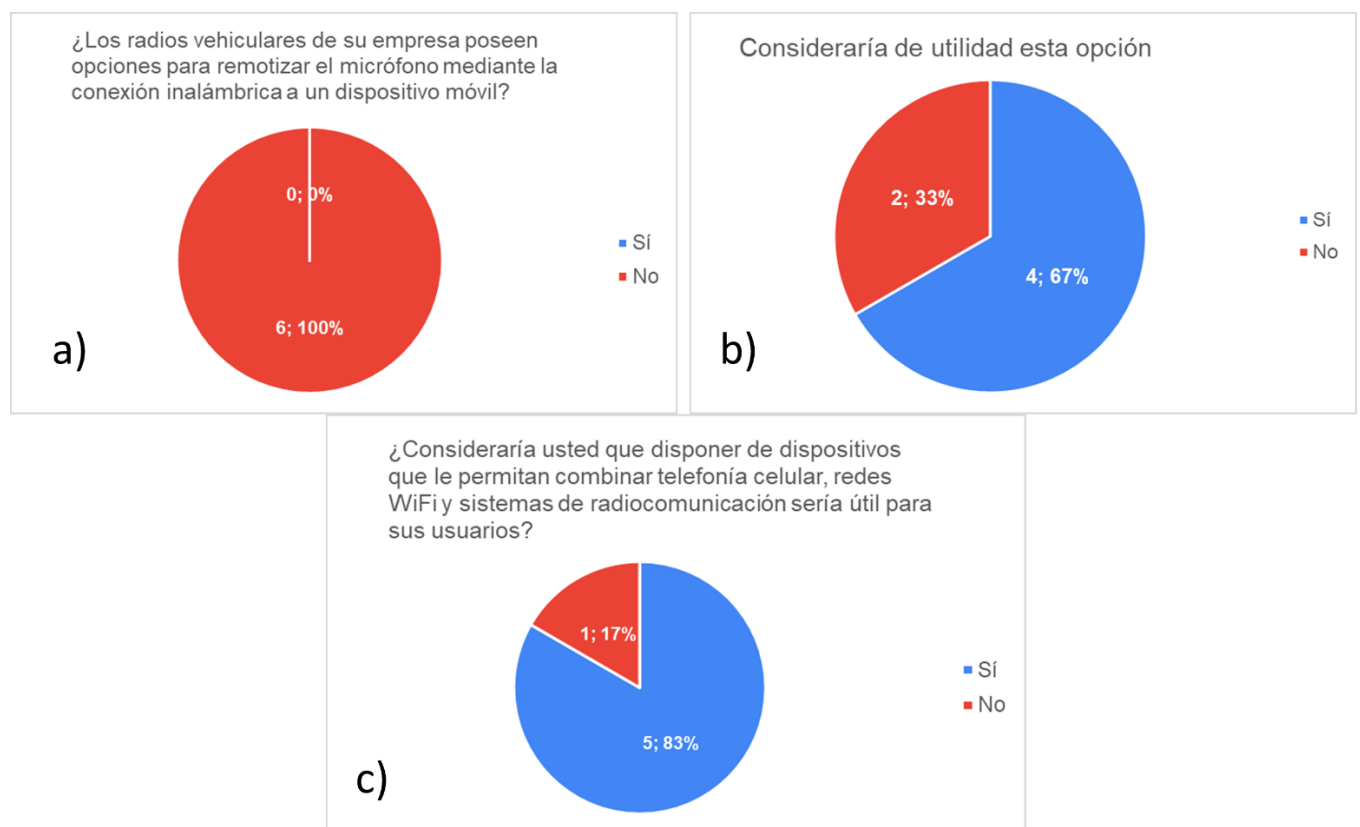 ¿Los radios vehiculares de su empresa poseen
opciones para remotizar el micrófono mediante la
conexión inalámbrica a un dispositivo móvil?
0; 0%
6; 100%
Sí
No
a)
Consideraría de utilidad esta opción
2; 33%
4; 67%
Sí
No
b)
¿Consideraría usted que disponer de dispositivos
que le permitan combinar telefonía celular, redes
WiFi y sistemas de radiocomunicación sería útil para
sus usuarios?
1; 17%
5; 83%
Sí
No
c)